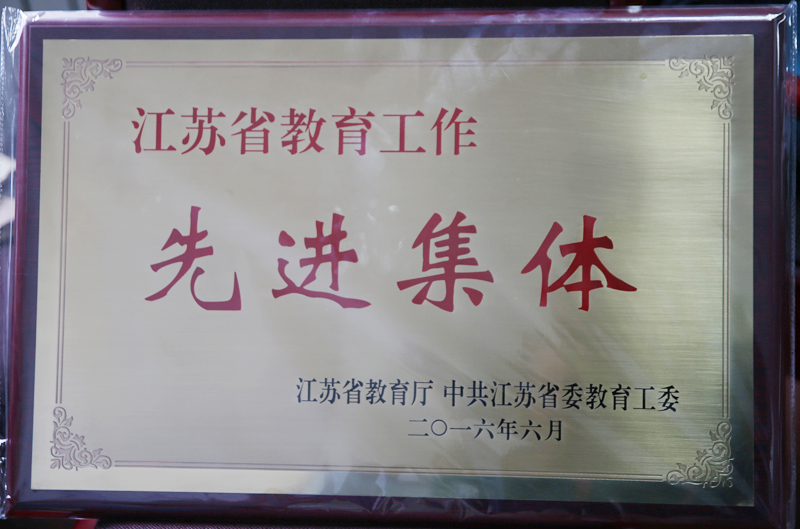 江苏省教育工作
先进集体
江苏省教育厅 中共江苏省委教育工委
二〇一六年六月